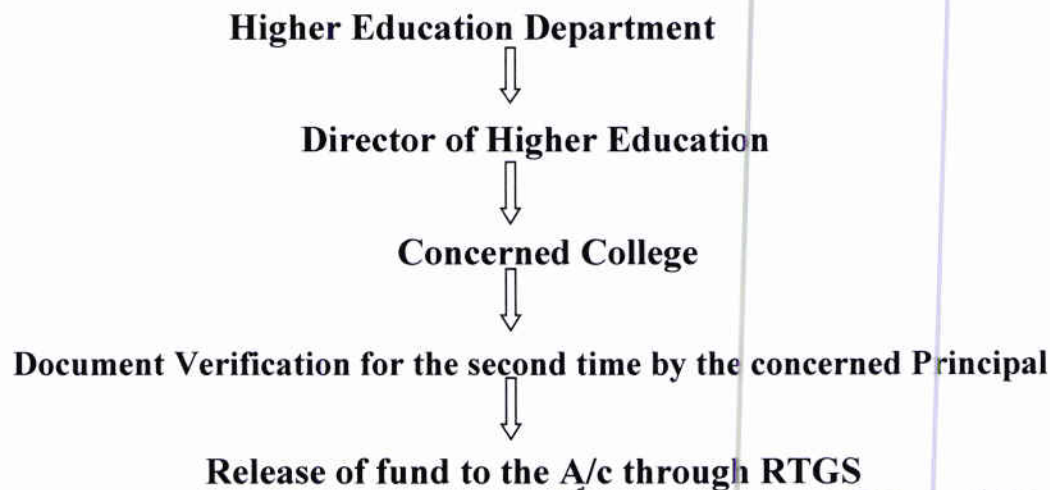 Higher Education Department
Director of Higher Education
Concerned College
Document Verification for the second time by the concerned Principal
Release of fund to the A/c through RTGS